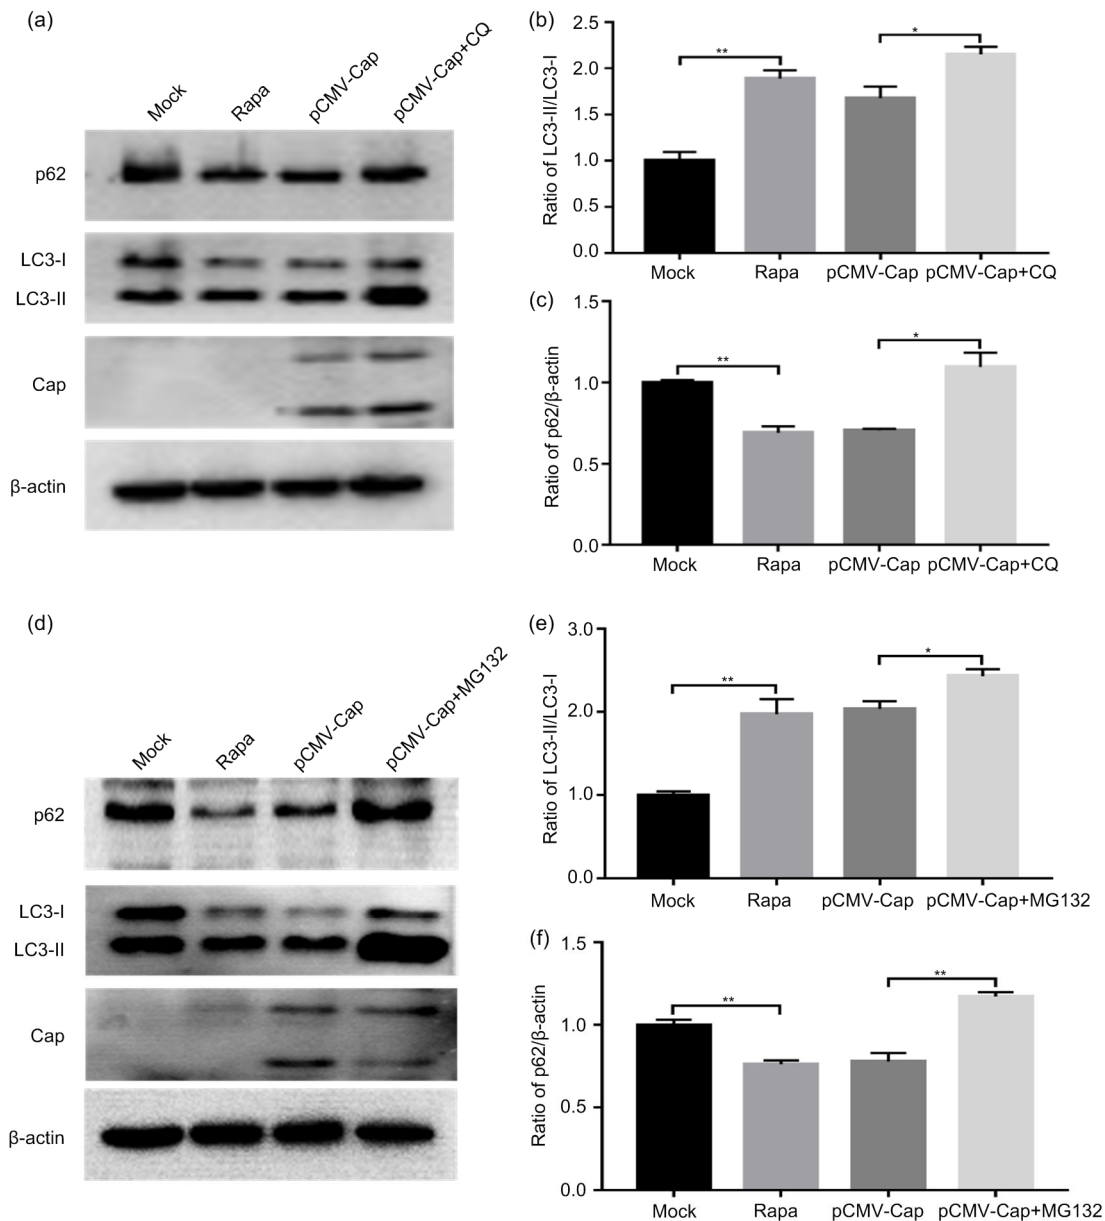 (a)
Mock
Rapa
pCMV-Cap
pCMV-Cap+CQ
p62
LC3-I
LC3-II
Cap
β-actin
(b)
Ratio of LC3-II/LC3-I
2.5
2.0
1.5
1.0
0.5
0.0
**
*
Mock Rapa pCMV-Cap pCMV-Cap+CQ
(c)
Ratio of p62/β-actin
1.5
1.0
0.5
0.0
**
*
Mock Rapa pCMV-Cap pCMV-Cap+CQ
(d)
Mock
Rapa
pCMV-Cap
pCMV-Cap+MG132
p62
LC3-I
LC3-II
Cap
β-actin
(e)
Ratio of LC3-II/LC3-I
3.0
2.0
1.0
0.0
**
*
Mock Rapa pCMV-Cap pCMV-Cap+MG132
(f)
Ratio of p62/β-actin
1.5
1.0
0.5
0.0
**
**
Mock Rapa pCMV-Cap pCMV-Cap+MG132